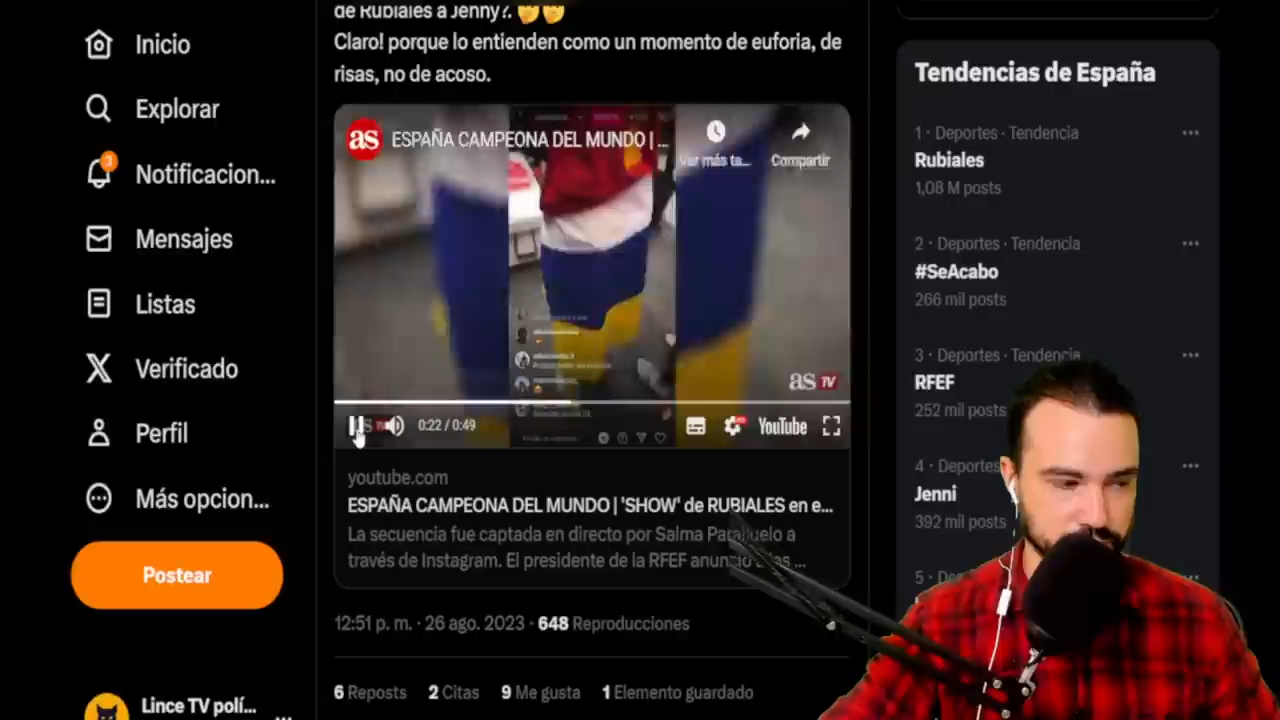 Inicio
Explorar
3
Notificacion...
Mensajes
Listas
Verificado
Perfil
Más opcion...
Postear
Lince TV polí...
de Rubiales a Jenny?.
Claro! porque lo entienden como un momento de euforia, de
risas, no de acoso.
as ESPAÑA CAMPEONA DEL MUNDO | ...
Ver más ta...
Compartir
as TV
0:22 / 0:49
YouTube
youtube.com
ESPAÑA CAMPEONA DEL MUNDO | 'SHOW' de RUBIALES en e...
La secuencia fue captada en directo por Salma Paralluelo a
través de Instagram. El presidente de la RFEF anunció a los ...
12:51 p. m. · 26 ago. 2023 · 648 Reproducciones
6 Reposts 2 Citas 9 Me gusta 1 Elemento guardado
Tendencias de España
1 · Deportes · Tendencia
Rubiales
1,08 M posts
2 · Deportes · Tendencia
#SeAcabo
266 mil posts
3 · Deportes · Tendencia
RFEF
252 mil posts
4 · Deportes
Jenni
392 mil posts
5 · De